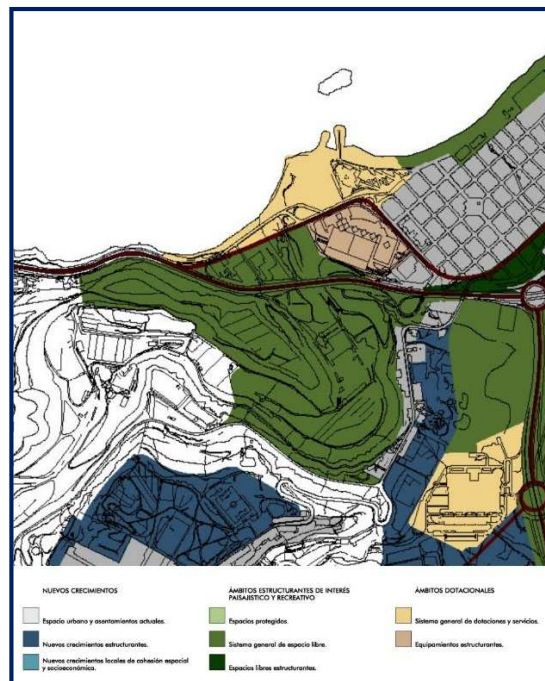 NUEVOS CRECIMIENTOS
Espacio urbano y asentamientos actuales.
Nuevos crecimientos estructurantes.
Nuevos crecimientos locales de cohesión espacial
y socioeconómica.
ÁMBITOS ESTRUCTURANTES DE INTERÉS
PAISAJISTICO Y RECREATIVO
Espacios protegidos.
Sistema general de espacio libre.
Espacios libres estructurantes.
ÁMBITOS DOTACIONALES
Sistema general de dotaciones y servicios.
Equipamientos estructurantes.